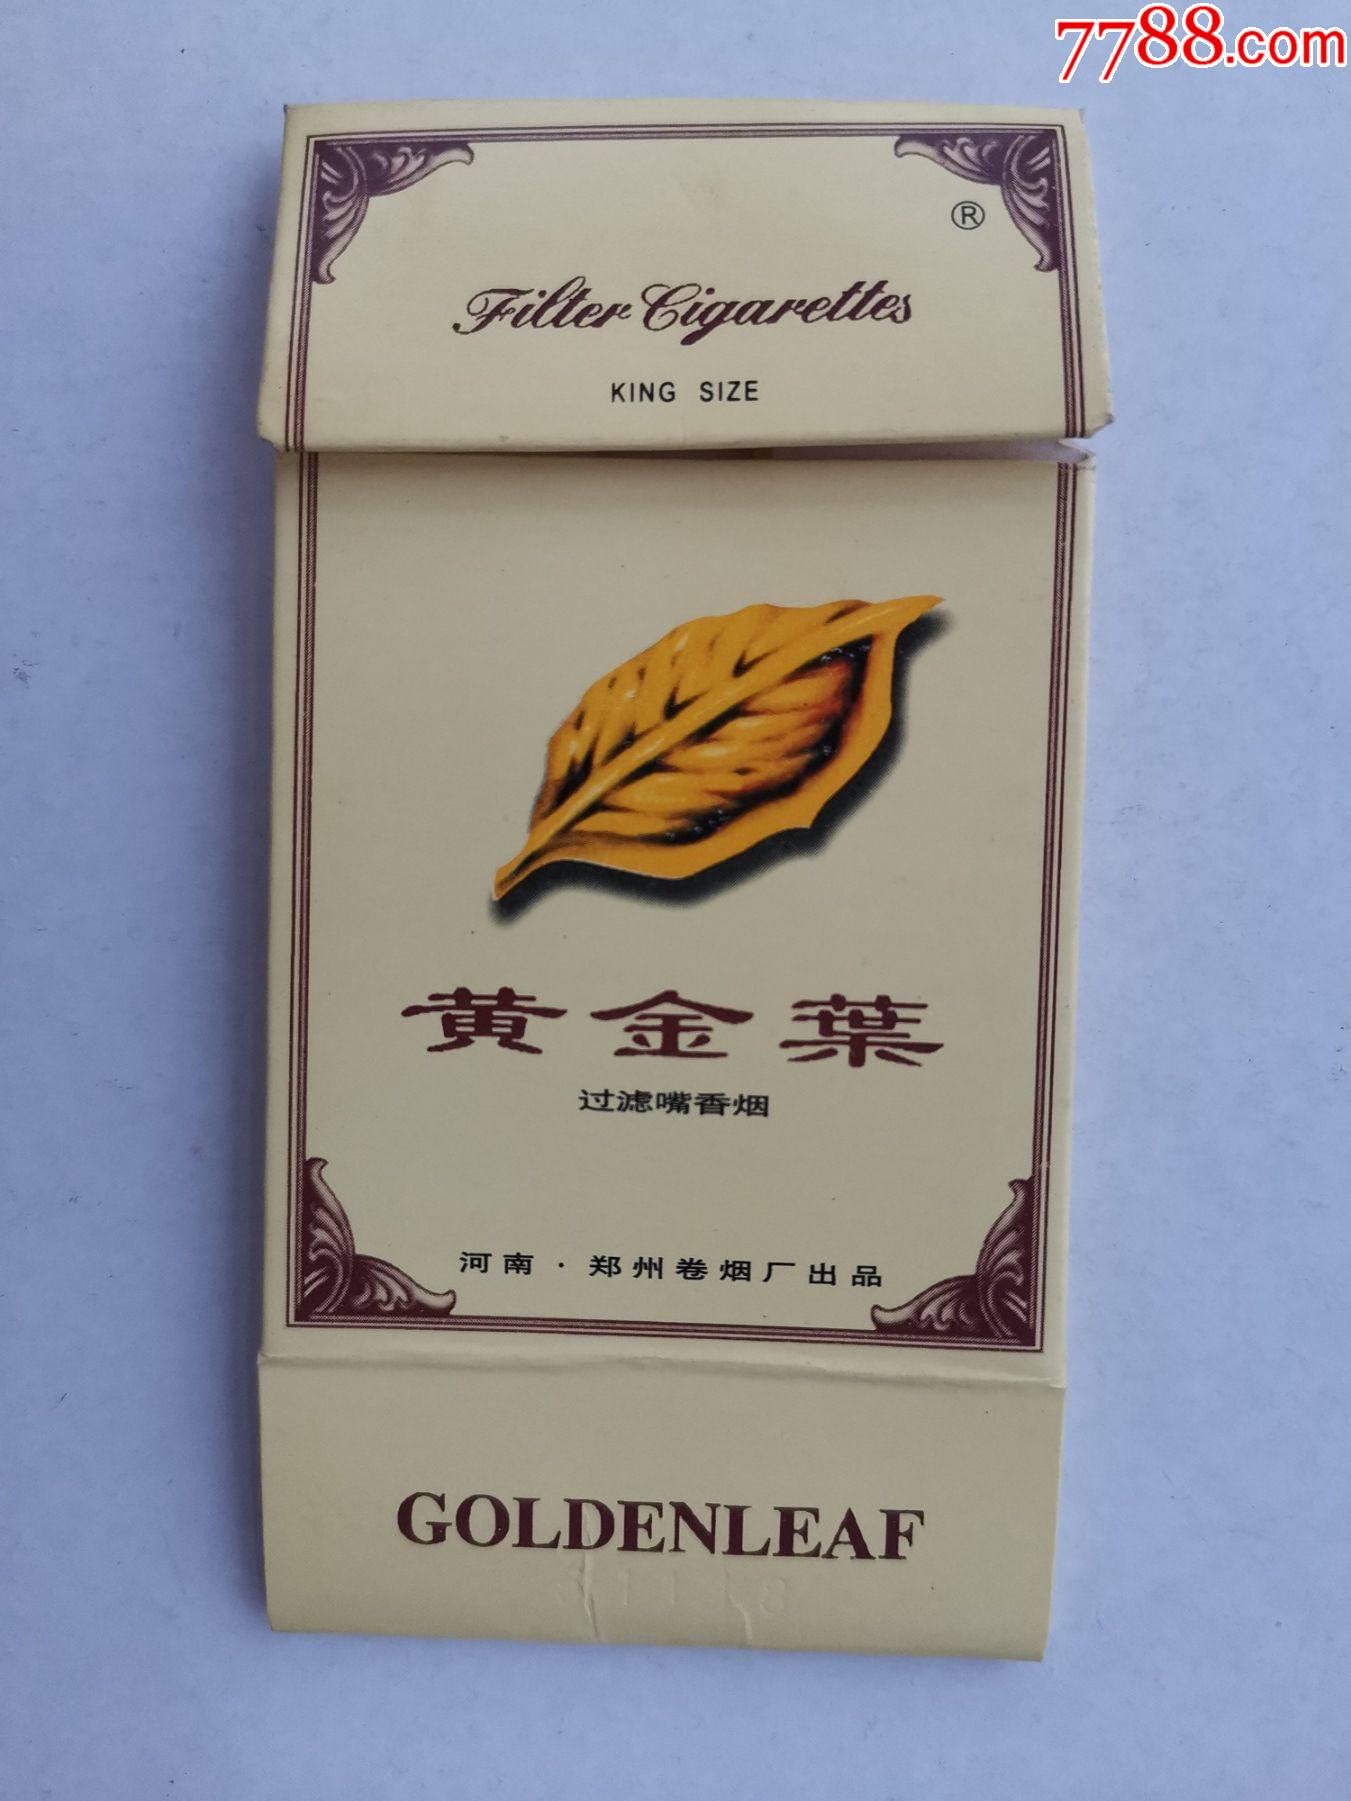 7788.com
®
Filter Cigarettes
KING SIZE
黄金葉
过滤嘴香烟
河南·郑州卷烟厂出品
GOLDENLEAF